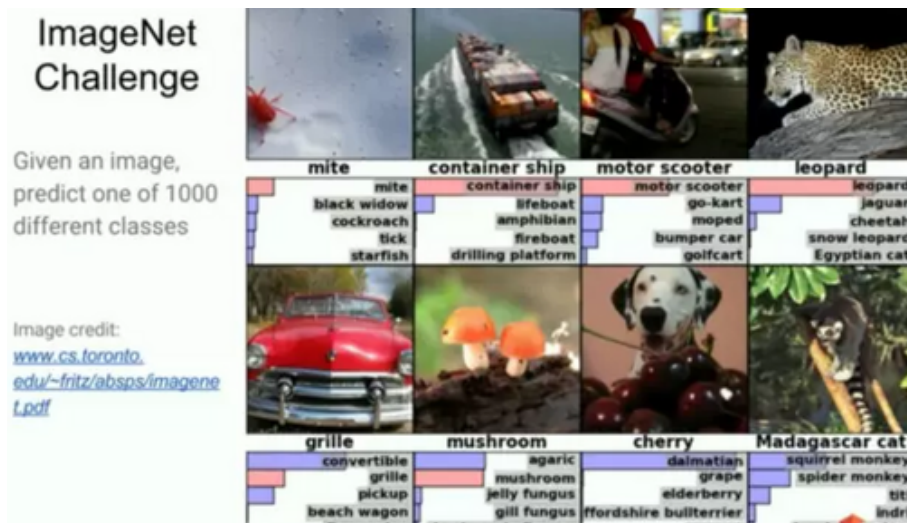 ImageNet
Challenge
Given an image,
predict one of 1000
different classes
Image credit:
www.cs.toronto.
edu/~fritz/absps/imagene
t.pdf
mite container ship motor scooter leopard
mite container ship motor scooter leopard
black widow lifeboat go-kart jaguar
cockroach amphibian moped cheetah
tick fireboat bumper car snow leopard
starfish drilling platform golfcart Egyptian cat
grille mushroom cherry Madagascar cat
convertible agaric dalmatian squirrel monkey
grille mushroom grape spider monkey
pickup jelly fungus elderberry titi
beach wagon gill fungus ffordshire bullterrier indri